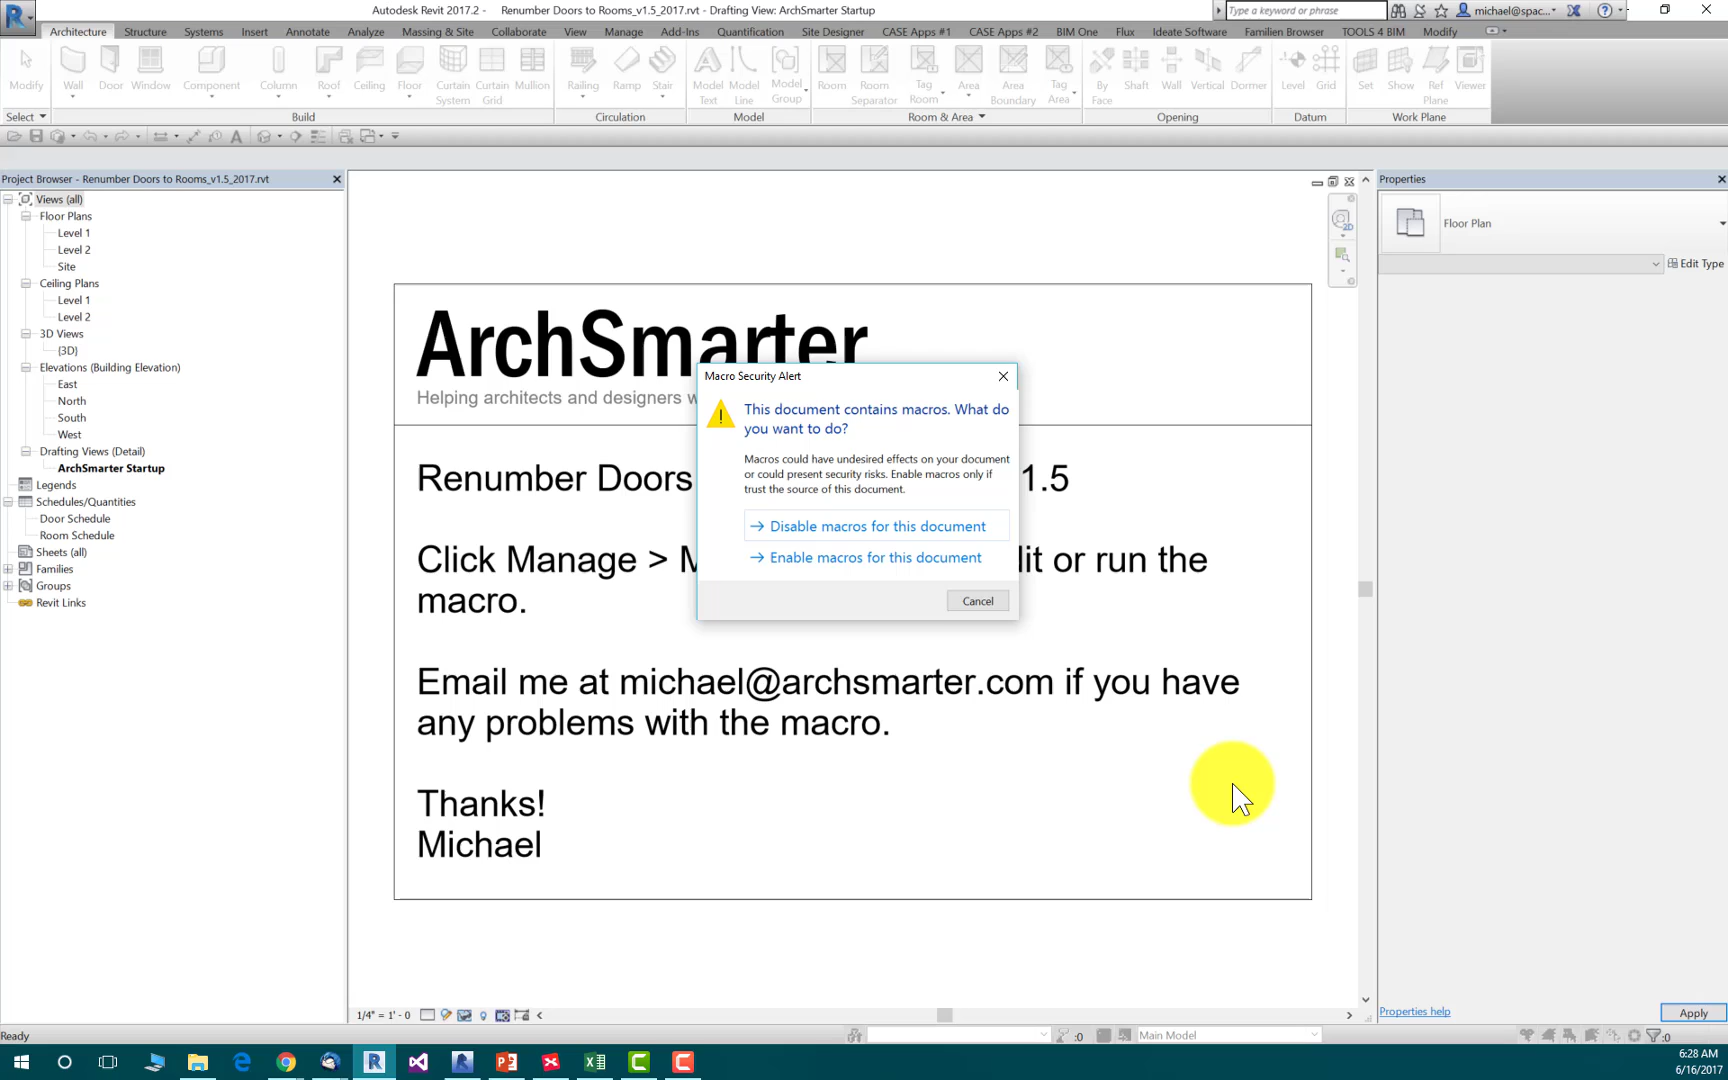 Autodesk Revit 2017.2 - Renumber Doors to Rooms_v1.5_2017.rvt - Drafting View: ArchSmarter Startup
Type a keyword or phrase
michael@spac...
Architecture Structure Systems Insert Annotate Analyze Massing & Site Collaborate View Manage Add-Ins Quantification Site Designer CASE Apps #1 CASE Apps #2 BIM One Flux Ideate Software Familien Browser TOOLS 4 BIM Modify
Modify Wall Door Window Component Column Roof Ceiling Floor Curtain System Curtain Grid Mullion Railing Ramp Stair Model Text Model Line Model Group Room Room Separator Tag Room Area Area Boundary Tag Area By Face Shaft Wall Vertical Dormer Level Grid Set Show Ref Plane Viewer
Select Build Circulation Model Room & Area Opening Datum Work Plane
Project Browser - Renumber Doors to Rooms_v1.5_2017.rvt
Views (all)
Floor Plans
Level 1
Level 2
Site
Ceiling Plans
Level 1
Level 2
3D Views
{3D}
Elevations (Building Elevation)
East
North
South
West
Drafting Views (Detail)
ArchSmarter Startup
Legends
Schedules/Quantities
Door Schedule
Room Schedule
Sheets (all)
Families
Groups
Revit Links
ArchSmarter
Helping architects and designers w
Renumber Doors 1.5
Click Manage > M dit or run the
macro.
Email me at michael@archsmarter.com if you have
any problems with the macro.
Thanks!
Michael
Macro Security Alert
This document contains macros. What do
you want to do?
Macros could have undesired effects on your document
or could present security risks. Enable macros only if
trust the source of this document.
Disable macros for this document
Enable macros for this document
Cancel
2D
Properties
Floor Plan
Edit Type
Properties help
Apply
1/4" = 1'- 0
Ready
:0
Main Model
:0
6:28 AM
6/16/2017